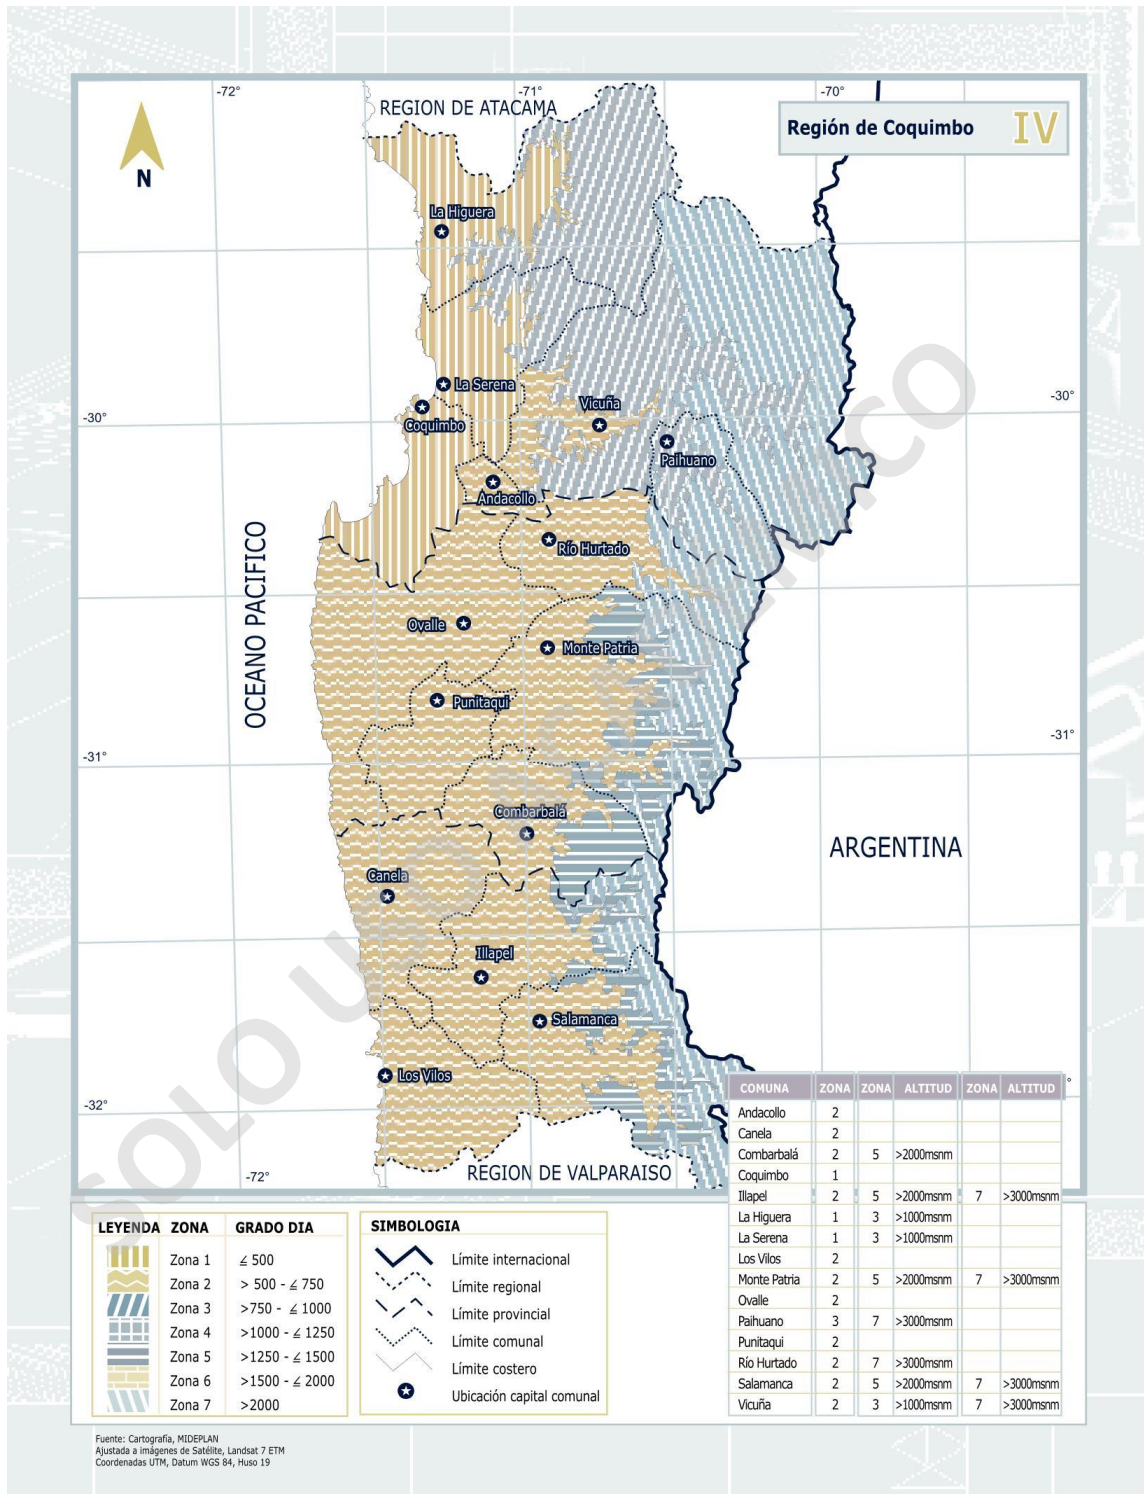 -72°
-71°
-70°
REGION DE ATACAMA
Región de Coquimbo
IV
N
La Higuera
La Serena
-30°
-30°
Vicuña
Coquimbo
Paihuano
Andacollo
Río Hurtado
OCEANO PACIFICO
Ovalle
Monte Patria
Punitaqui
-31°
-31°
Combarbalá
ARGENTINA
Canela
Illapel
Salamanca
Los Vilos
-32°
°
-72°
-71°
REGION DE VALPARAISO
SOLO USO
COMUNA ZONA ZONA ALTITUD ZONA ALTITUD
Andacollo 2
Canela 2
Combarbalá 2 5 >2000msnm
Coquimbo 1
Illapel 2 5 >2000msnm 7 >3000msnm
La Higuera 1 3 >1000msnm
La Serena 1 3 >1000msnm
Los Vilos 2
Monte Patria 2 5 >2000msnm 7 >3000msnm
Ovalle 2
Paihuano 3 7 >3000msnm
Punitaqui 2
Río Hurtado 2 7 >3000msnm
Salamanca 2 5 >2000msnm 7 >3000msnm
Vicuña 2 3 >1000msnm 7 >3000msnm
LEYENDA ZONA GRADO DIA
Zona 1 ≤ 500
Zona 2 > 500 - ≤ 750
Zona 3 >750 - ≤ 1000
Zona 4 >1000 - ≤ 1250
Zona 5 >1250 - ≤ 1500
Zona 6 >1500 - ≤ 2000
Zona 7 >2000
SIMBOLOGIA
Límite internacional
Límite regional
Límite provincial
Límite comunal
Límite costero
Ubicación capital comunal
Fuente: Cartografía, MIDEPLAN
Ajustada a imágenes de Satélite, Landsat 7 ETM
Coordenadas UTM, Datum WGS 84, Huso 19